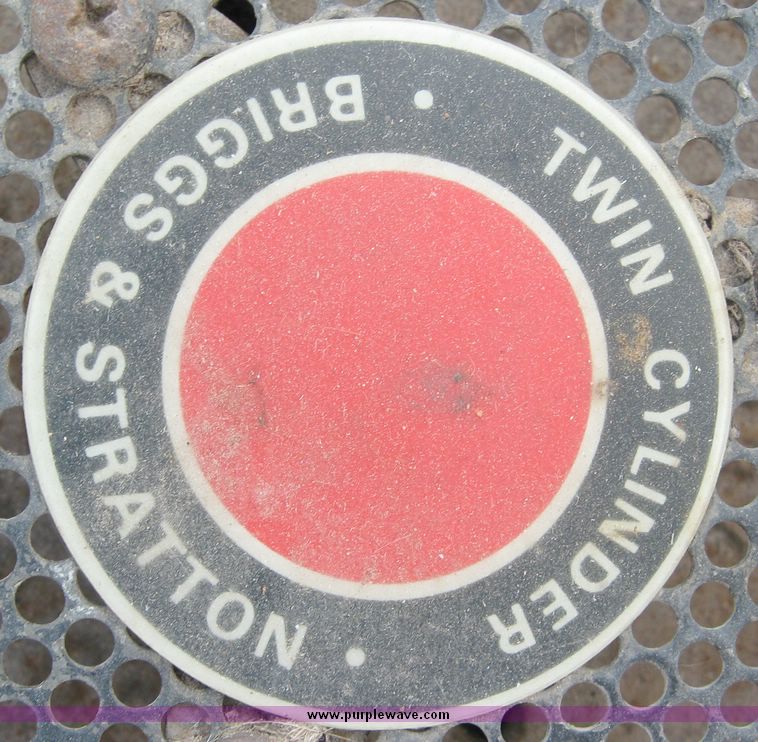 BRIGGS & STRATTON
• TWIN CYLINDER •
www.purplewave.com